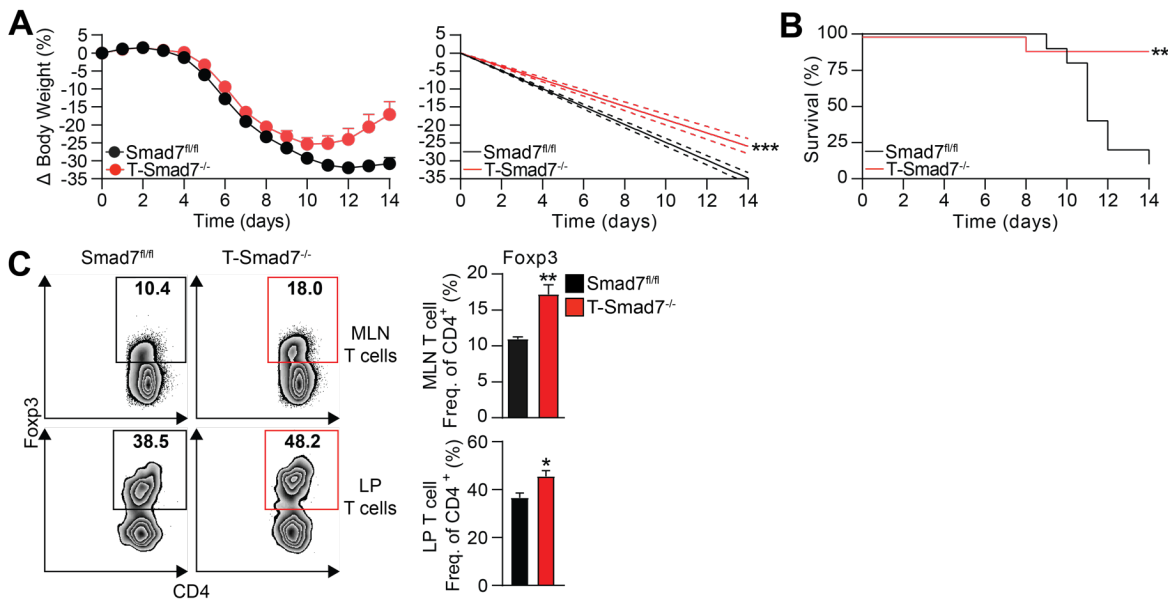 A
Δ Body Weight (%)
5
0
-5
-10
-15
-20
-25
-30
-35
Smad7fl/fl
T-Smad7-/-
0 2 4 6 8 10 12 14
Time (days)
5
0
-5
-10
-15
-20
-25
-30
-35
Smad7fl/fl
T-Smad7-/-
***
0 2 4 6 8 10 12 14
Time (days)
B
Survival (%)
100
75
50
25
0
**
Smad7fl/fl
T-Smad7-/-
0 2 4 6 8 10 12 14
Time (days)
C
Smad7fl/fl
T-Smad7-/-
10.4
18.0
MLN
T cells
38.5
48.2
LP
T cells
Foxp3
CD4
Foxp3
MLN T cell
Freq. of CD4+ (%)
20
15
10
5
0
**
Smad7fl/fl
T-Smad7-/-
LP T cell
Freq. of CD4 + (%)
60
40
20
0
*